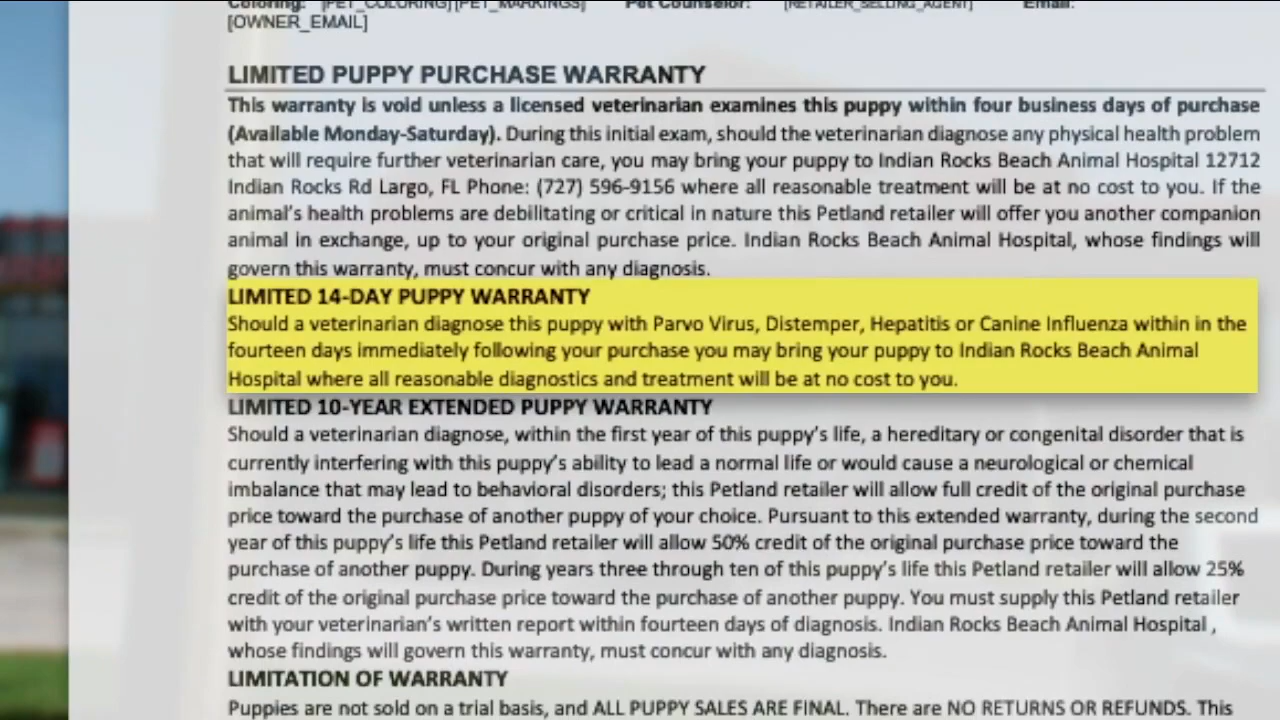 Coloring: [PET_COLORING] [PET_MARKINGS] Pet Counselor: [RETAILER_SELLING_AGENT] Email:
[OWNER_EMAIL]
LIMITED PUPPY PURCHASE WARRANTY
This warranty is void unless a licensed veterinarian examines this puppy within four business days of purchase
(Available Monday-Saturday). During this initial exam, should the veterinarian diagnose any physical health problem
that will require further veterinarian care, you may bring your puppy to Indian Rocks Beach Animal Hospital 12712
Indian Rocks Rd Largo, FL Phone: (727) 596-9156 where all reasonable treatment will be at no cost to you. If the
animal's health problems are debilitating or critical in nature this Petland retailer will offer you another companion
animal in exchange, up to your original purchase price. Indian Rocks Beach Animal Hospital, whose findings will
govern this warranty, must concur with any diagnosis.
LIMITED 14-DAY PUPPY WARRANTY
Should a veterinarian diagnose this puppy with Parvo Virus, Distemper, Hepatitis or Canine Influenza within in the
fourteen days immediately following your purchase you may bring your puppy to Indian Rocks Beach Animal
Hospital where all reasonable diagnostics and treatment will be at no cost to you.
LIMITED 10-YEAR EXTENDED PUPPY WARRANTY
Should a veterinarian diagnose, within the first year of this puppy's life, a hereditary or congenital disorder that is
currently interfering with this puppy's ability to lead a normal life or would cause a neurological or chemical
imbalance that may lead to behavioral disorders; this Petland retailer will allow full credit of the original purchase
price toward the purchase of another puppy of your choice. Pursuant to this extended warranty, during the second
year of this puppy's life this Petland retailer will allow 50% credit of the original purchase price toward the
purchase of another puppy. During years three through ten of this puppy's life this Petland retailer will allow 25%
credit of the original purchase price toward the purchase of another puppy. You must supply this Petland retailer
with your veterinarian's written report within fourteen days of diagnosis. Indian Rocks Beach Animal Hospital ,
whose findings will govern this warranty, must concur with any diagnosis.
LIMITATION OF WARRANTY
Puppies are not sold on a trial basis, and ALL PUPPY SALES ARE FINAL. There are NO RETURNS OR REFUNDS. This